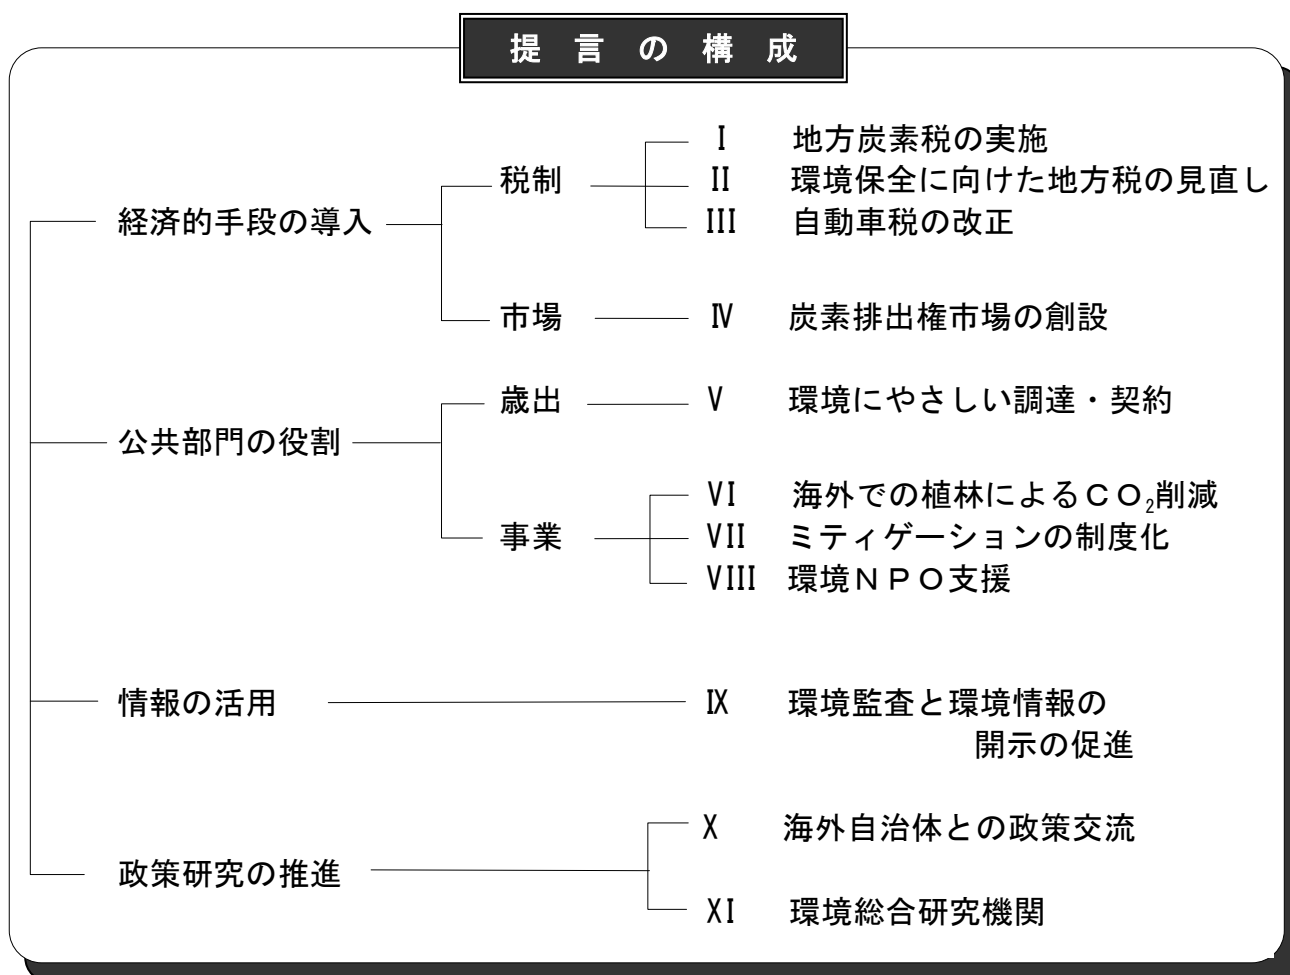 提言の構成
Ⅰ 地方炭素税の実施
税制
Ⅱ 環境保全に向けた地方税の見直し
経済的手段の導入
Ⅲ 自動車税の改正
市場 Ⅳ 炭素排出権市場の創設
歳出 Ⅴ 環境にやさしい調達・契約
公共部門の役割
Ⅵ 海外での植林によるCO₂削減
事業 Ⅶ ミティゲーションの制度化
Ⅷ 環境NPO支援
情報の活用 Ⅸ 環境監査と環境情報の
開示の促進
Ⅹ 海外自治体との政策交流
政策研究の推進
Ⅺ 環境総合研究機関